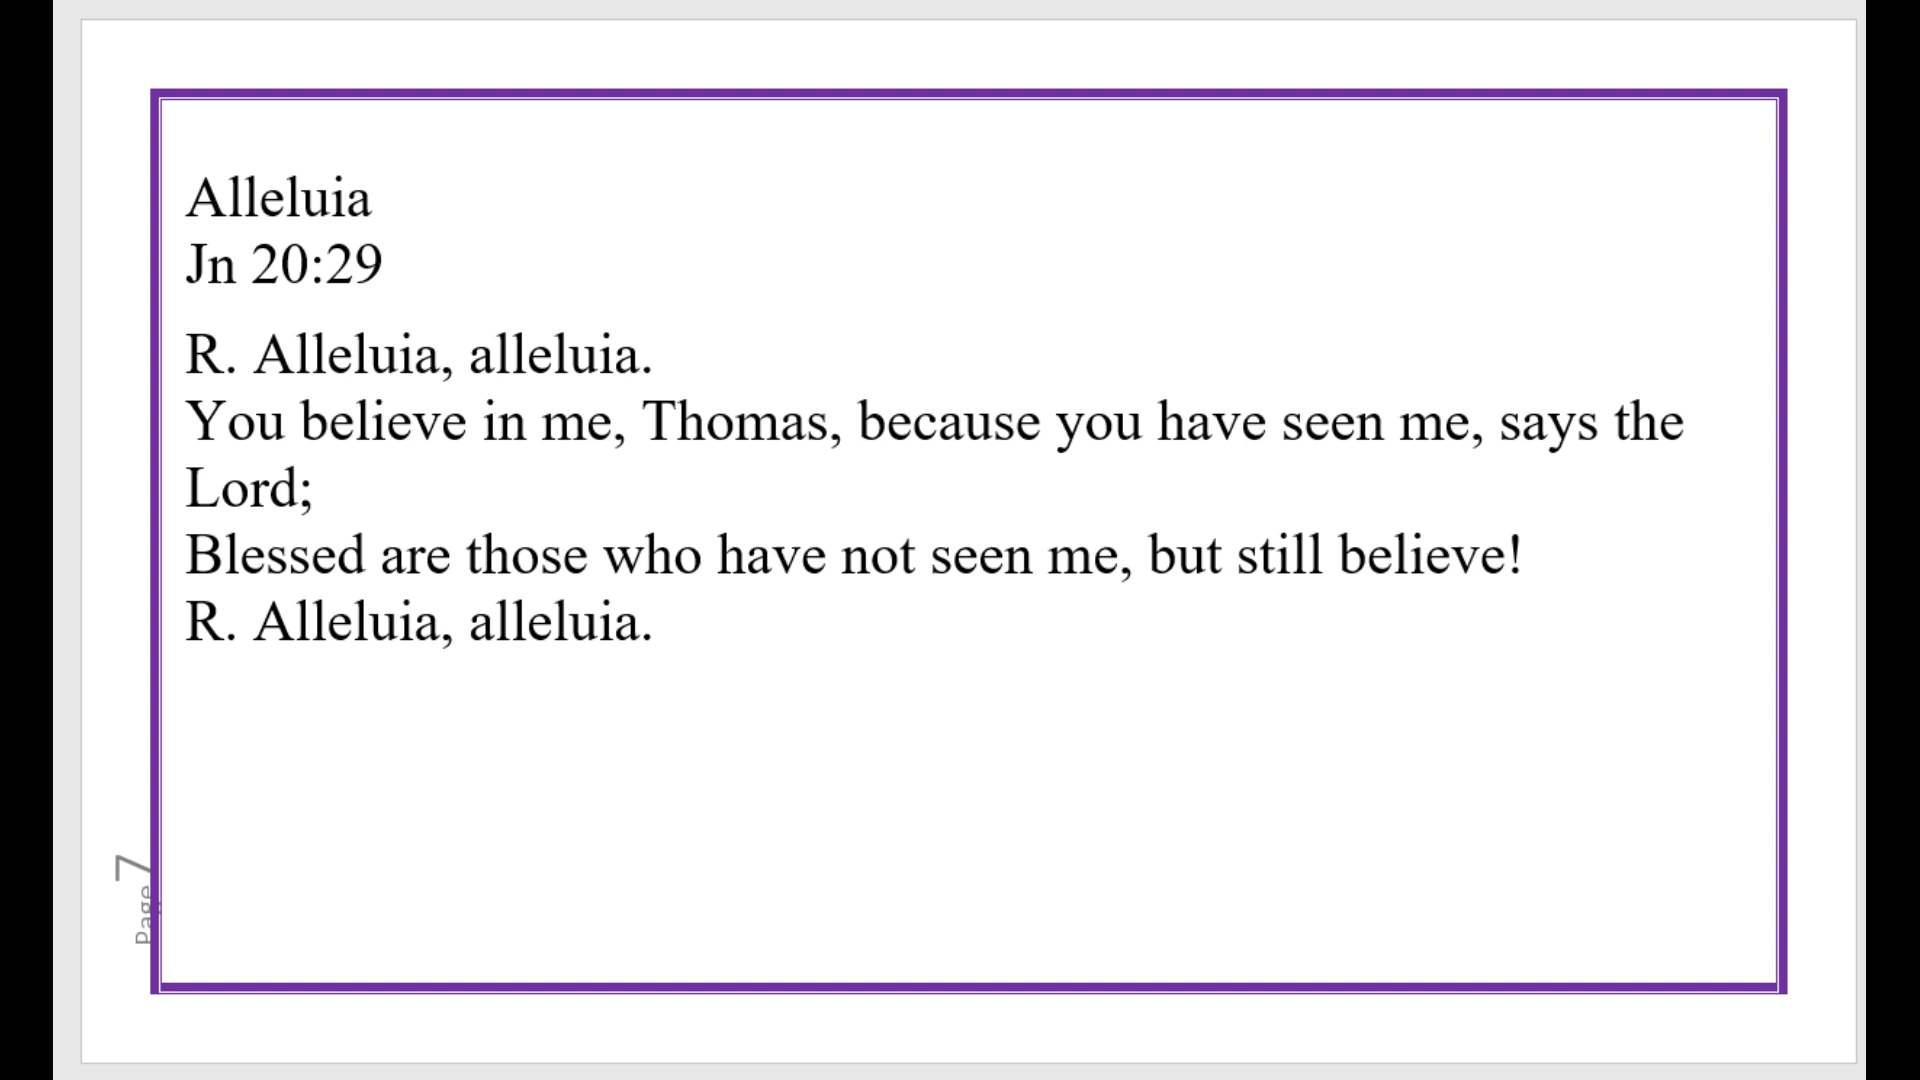 Alleluia
Jn 20:29
R. Alleluia, alleluia.
You believe in me, Thomas, because you have seen me, says the
Lord;
Blessed are those who have not seen me, but still believe!
R. Alleluia, alleluia.
Page 7